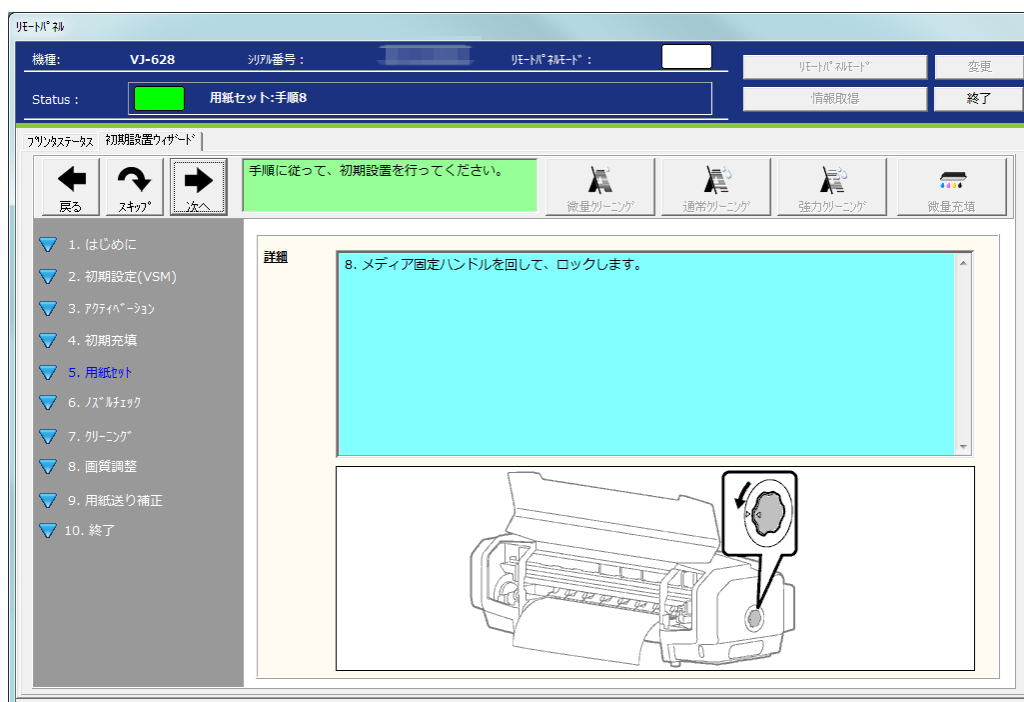 ﾘﾓｰﾄﾊﾟﾈﾙ
機種: VJ-628 ｼﾘｱﾙ番号： ﾘﾓｰﾄﾊﾟﾈﾙﾓｰﾄﾞ：
ﾘﾓｰﾄﾊﾟﾈﾙﾓｰﾄﾞ 変更
Status： 用紙セット:手順8
情報取得 終了
ﾌﾟﾘﾝﾀｽﾃｰﾀｽ 初期設置ｳｨｻﾞｰﾄﾞ
戻る ｽｷｯﾌﾟ 次へ
手順に従って、初期設置を行ってください。
微量ｸﾘｰﾆﾝｸﾞ 通常ｸﾘｰﾆﾝｸﾞ 強力ｸﾘｰﾆﾝｸﾞ 微量充填
1. はじめに
2. 初期設定(VSM)
3. ｱｸﾃｨﾍﾞｰｼｮﾝ
4. 初期充填
5. 用紙ｾｯﾄ
6. ﾉｽﾞﾙﾁｪｯｸ
7. ｸﾘｰﾆﾝｸﾞ
8. 画質調整
9. 用紙送り補正
10. 終了
詳細
8. メディア固定ハンドルを回して、ロックします。